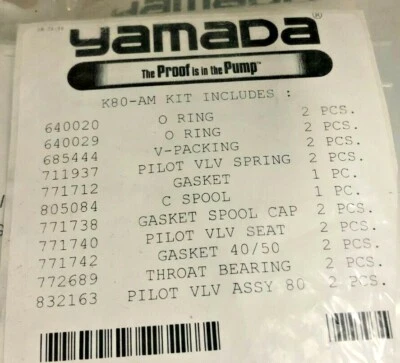 yamada®
The Proof is in the Pump™
K80-AM KIT INCLUDES :
640020 O RING 2 PCS.
640029 O RING 2 PCS.
685444 V-PACKING 2 PCS.
711937 PILOT VLV SPRING 2 PCS.
771712 GASKET 1 PC.
805084 C SPOOL 1 PC.
771738 GASKET SPOOL CAP 2 PCS.
771740 PILOT VLV SEAT 2 PCS.
771742 GASKET 40/50 2 PCS.
772689 THROAT BEARING 2 PCS.
832163 PILOT VLV ASSY 80 2 PCS.